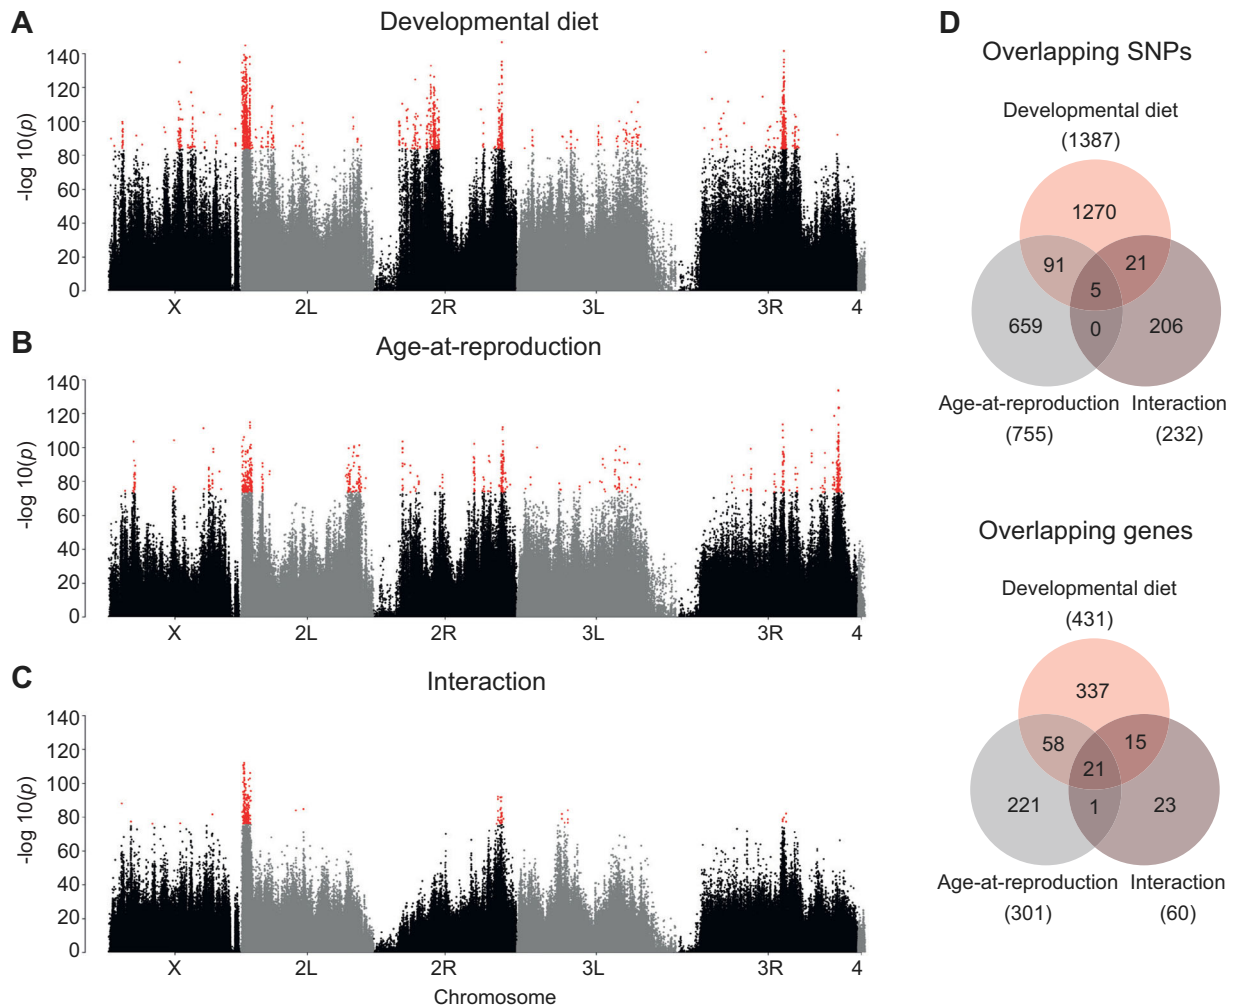 A
Developmental diet
140
120
100
80
60
40
20
0
-log 10(p)
X 2L 2R 3L 3R 4
B
Age-at-reproduction
140
120
100
80
60
40
20
0
-log 10(p)
X 2L 2R 3L 3R 4
C
Interaction
140
120
100
80
60
40
20
0
-log 10(p)
X 2L 2R 3L 3R 4
Chromosome
D
Overlapping SNPs
Developmental diet
(1387)
1270
91 21
5
659 0 206
Age-at-reproduction Interaction
(755) (232)
Overlapping genes
Developmental diet
(431)
337
58 15
21
221 1 23
Age-at-reproduction Interaction
(301) (60)